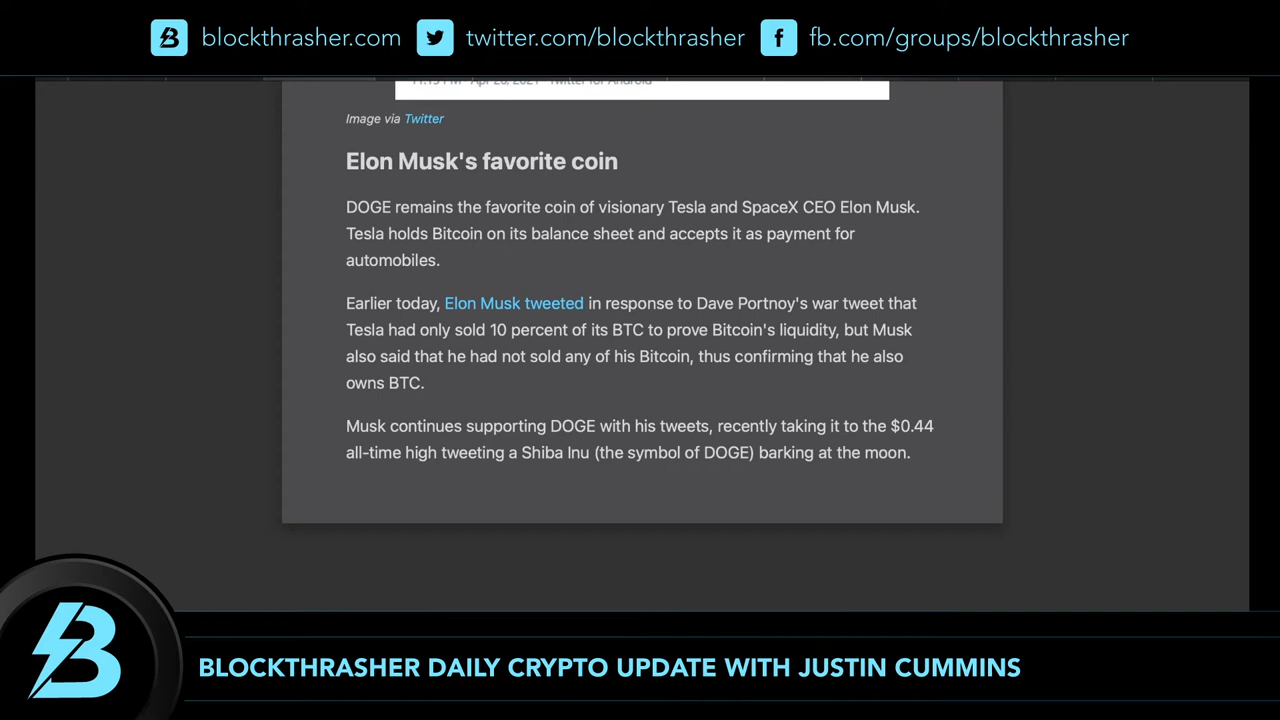 blockthrasher.com twitter.com/blockthrasher fb.com/groups/blockthrasher
Image via Twitter
Elon Musk's favorite coin
DOGE remains the favorite coin of visionary Tesla and SpaceX CEO Elon Musk.
Tesla holds Bitcoin on its balance sheet and accepts it as payment for
automobiles.
Earlier today, Elon Musk tweeted in response to Dave Portnoy's war tweet that
Tesla had only sold 10 percent of its BTC to prove Bitcoin's liquidity, but Musk
also said that he had not sold any of his Bitcoin, thus confirming that he also
owns BTC.
Musk continues supporting DOGE with his tweets, recently taking it to the $0.44
all-time high tweeting a Shiba Inu (the symbol of DOGE) barking at the moon.
BLOCKTHRASHER DAILY CRYPTO UPDATE WITH JUSTIN CUMMINS